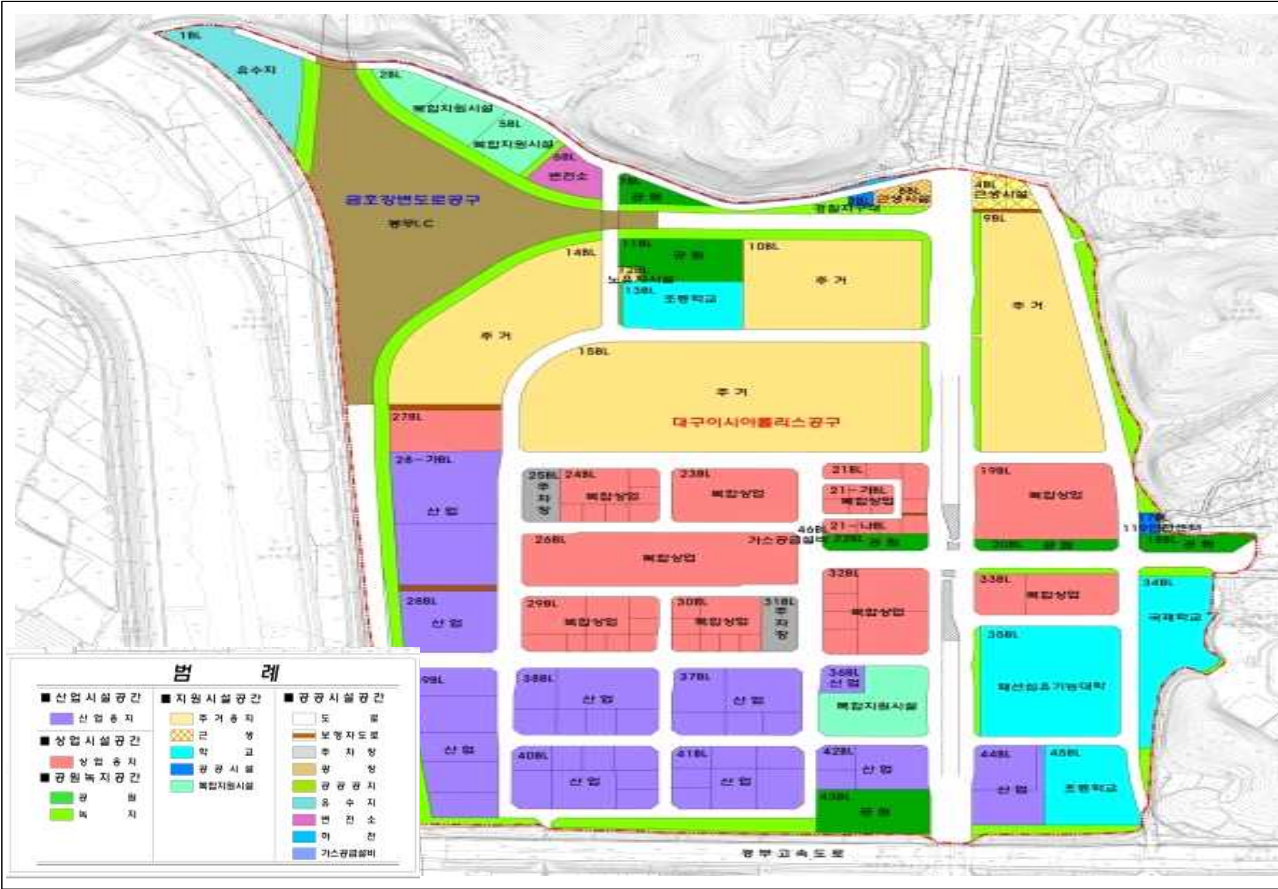 1BL
유수지
2BL
복합지원시설
5BL
복합지원시설
6BL
변전소
공원
8BL
근생시설
4BL
근생시설
9BL
금호강변도로공구
봉무I.C
14BL
11BL
공원
10BL
주거
13BL
초등학교
주거
주거
15BL
주거
대구이시아폴리스공구
27BL
28-가BL
산업
25BL
주차장
24BL
복합상업
23BL
복합상업
21BL
21-가BL
복합상업
19BL
복합상업
46BL
가스공급설비
21-나BL
22BL
공원
119안전센터
20BL
공원
18BL
공원
26BL
복합상업
28BL
산업
29BL
복합상업
30BL
복합상업
31BL
주차장
32BL
복합상업
33BL
복합상업
34BL
국제학교
35BL
36BL
산업
복합지원시설
산업
38BL
산업
37BL
산업
40BL
산업
41BL
산업
42BL
산업
43BL
공원
44BL
산업
45BL
초등학교
경부고속도로
범 례
■ 산업시설공간
산업용지
■ 상업시설공간
상업용지
■ 공원녹지공간
공 원
녹 지
■ 지원시설공간
주거용지
근 생
학 교
공공시설
복합지원시설
■ 공공시설공간
도 로
보행자도로
주 차 장
광 장
공공공지
유 수 지
변 전 소
하 천
가스공급설비